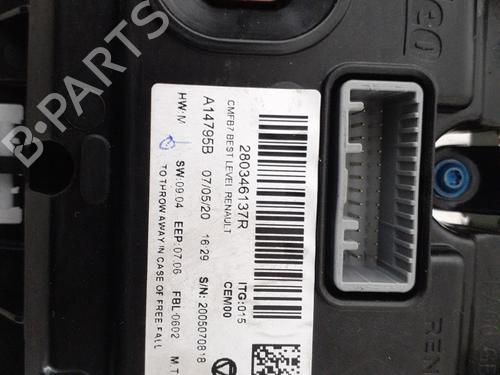 B-PARTS
CMFB7 BEST LEVEL RENAULT
280346137R
ITG:015
A14795B 07/05/20 16:29
CEM00
S/N: 2005070818
HW:M SW:09.04 EEP:07.06 FBL:0602 M.T
TO THROW AWAY IN CASE OF FREE FALL
REN